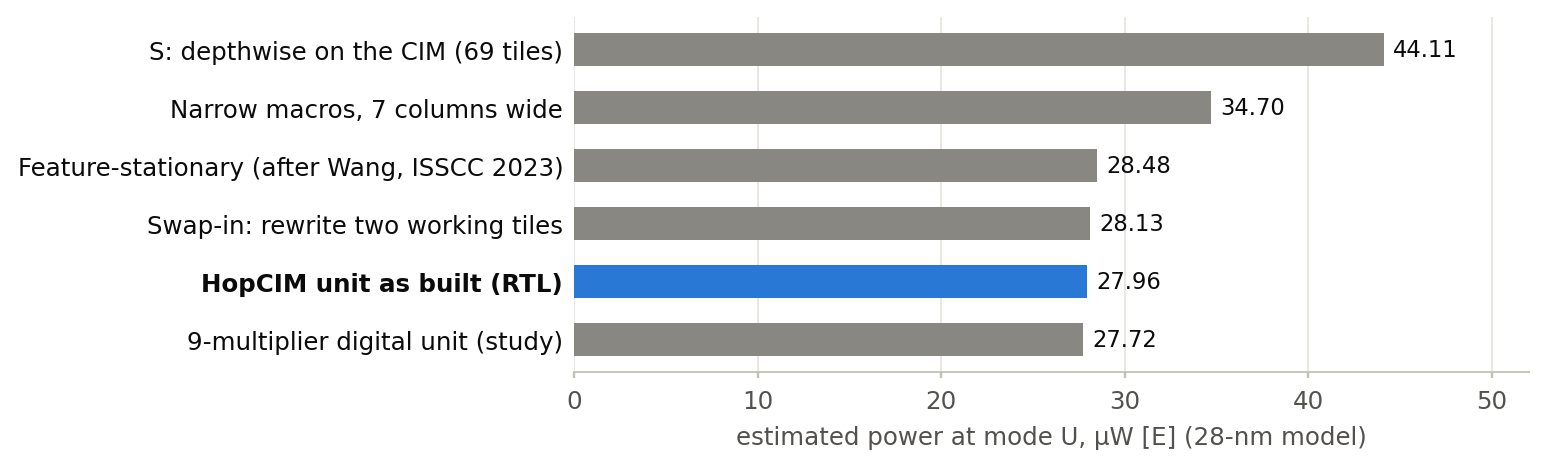 S: depthwise on the CIM (69 tiles) 44.11
Narrow macros, 7 columns wide 34.70
Feature-stationary (after Wang, ISSCC 2023) 28.48
Swap-in: rewrite two working tiles 28.13
HopCIM unit as built (RTL) 27.96
9-multiplier digital unit (study) 27.72
0 10 20 30 40 50
estimated power at mode U, µW [E] (28-nm model)